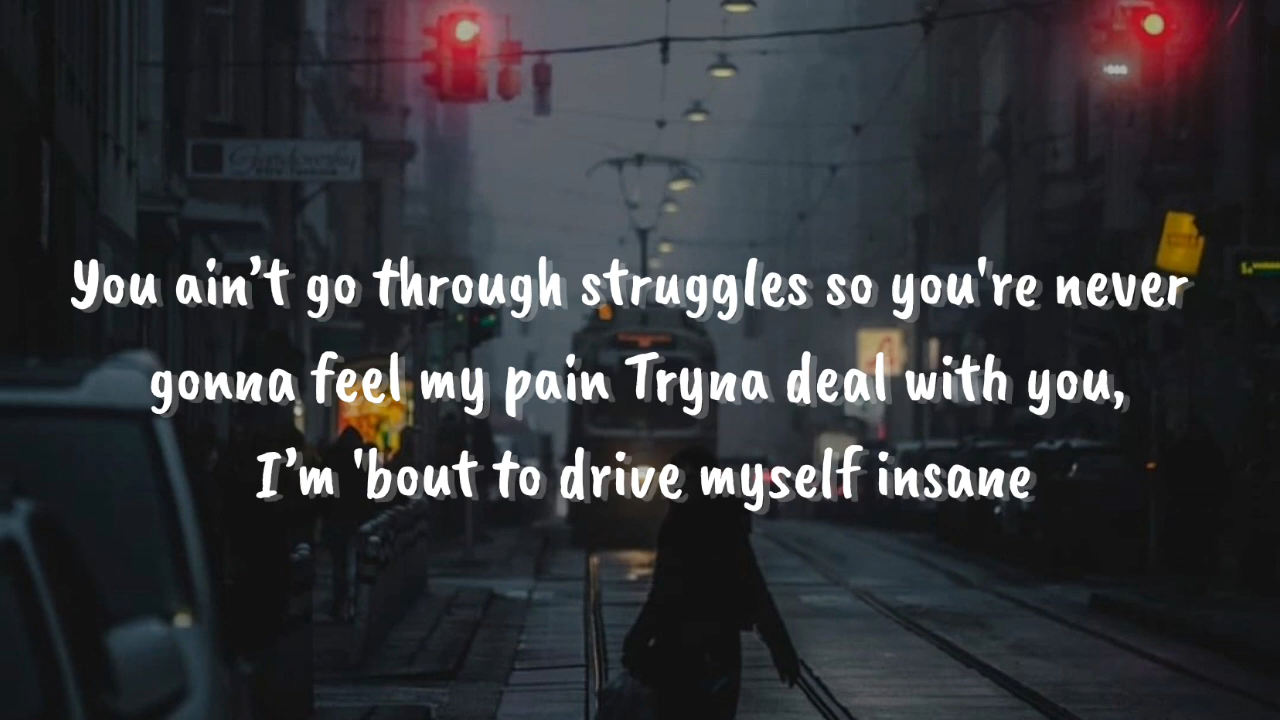 You ain’t go through struggles so you're never
gonna feel my pain Tryna deal with you,
I’m 'bout to drive myself insane